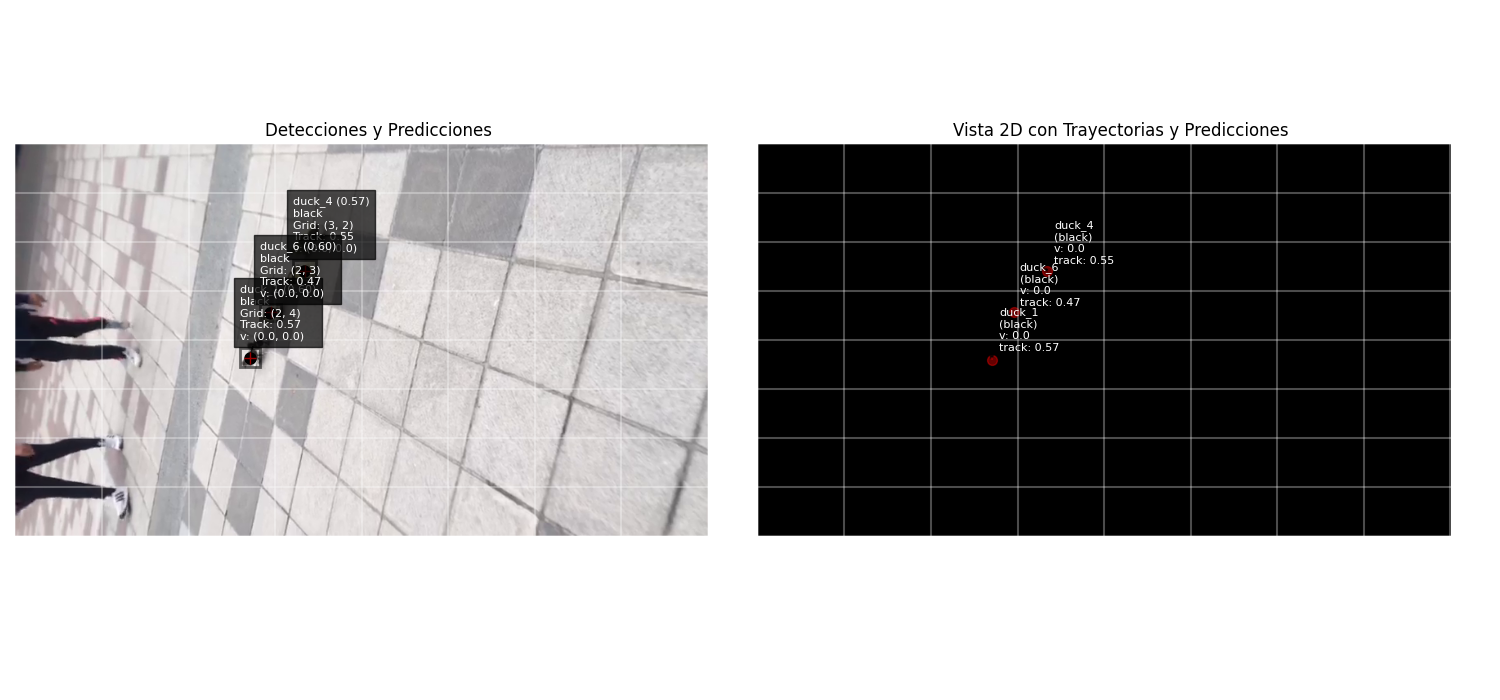 Detecciones y Predicciones
duck_4 (0.57)
black
Grid: (3, 2)
Track: 0.55
0.0)
duck_6 (0.60)
black
Grid: (2, 3)
Track: 0.47
v: (0.0, 0.0)
black
Grid: (2, 4)
Track: 0.57
v: (0.0, 0.0)
Vista 2D con Trayectorias y Predicciones
duck_4
(black)
v: 0.0
track: 0.55
duck_6
(black)
v: 0.0
track: 0.47
duck_1
(black)
v: 0.0
track: 0.57